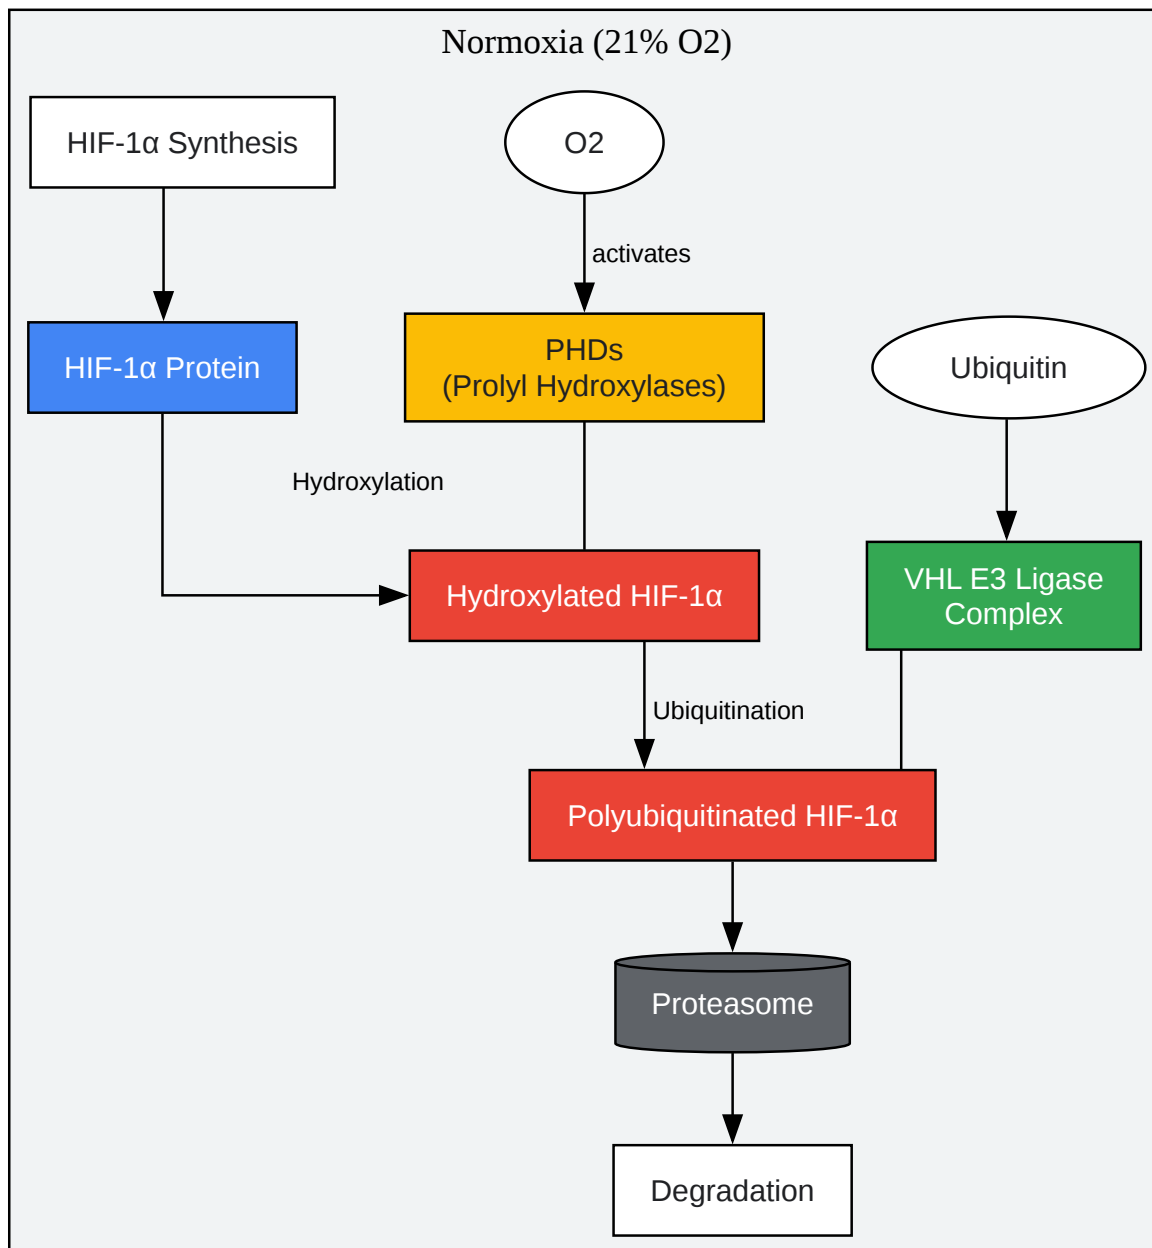 Normoxia (21% O2)
HIF-1α Synthesis
O2
activates
HIF-1α Protein
PHDs
(Prolyl Hydroxylases)
Ubiquitin
Hydroxylation
Hydroxylated HIF-1α
VHL E3 Ligase
Complex
Ubiquitination
Polyubiquitinated HIF-1α
Proteasome
Degradation